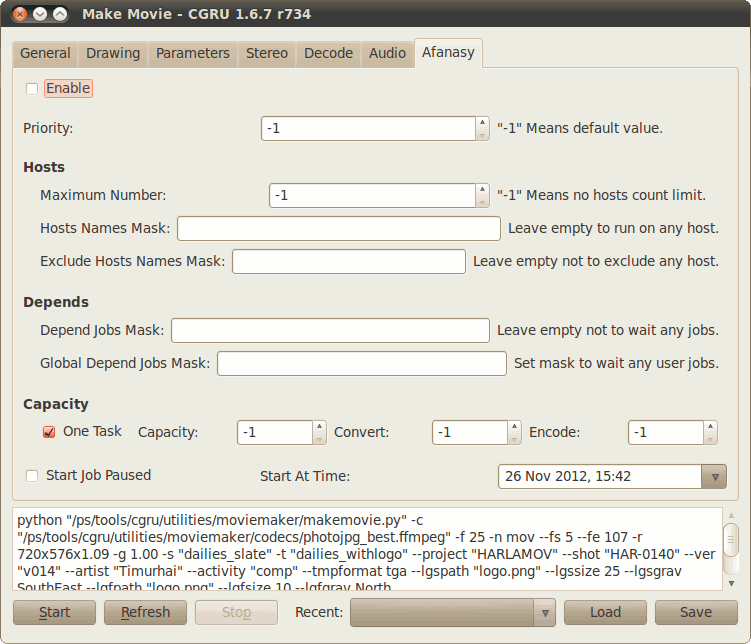 Make Movie - CGRU 1.6.7 r734
General Drawing Parameters Stereo Decode Audio Afanasy
Enable
Priority: -1 "-1" Means default value.
Hosts
Maximum Number: -1 "-1" Means no hosts count limit.
Hosts Names Mask: Leave empty to run on any host.
Exclude Hosts Names Mask: Leave empty not to exclude any host.
Depends
Depend Jobs Mask: Leave empty not to wait any jobs.
Global Depend Jobs Mask: Set mask to wait any user jobs.
Capacity
One Task Capacity: -1 Convert: -1 Encode: -1
Start Job Paused Start At Time: 26 Nov 2012, 15:42
python "/ps/tools/cgru/utilities/moviemaker/makemovie.py" -c
"/ps/tools/cgru/utilities/moviemaker/codecs/photojpg_best.ffmpeg" -f 25 -n mov --fs 5 --fe 107 -r
720x576x1.09 -g 1.00 -s "dailies_slate" -t "dailies_withlogo" --project "HARLAMOV" --shot "HAR-0140" --ver
"v014" --artist "Timurhai" --activity "comp" --tmpformat tga --lgspath "logo.png" --lgssize 25 --lgsgrav
SouthEast --lgfpath "logo.png" --lgfsize 10 --lgfgrav North
Start Refresh Stop Recent: Load Save